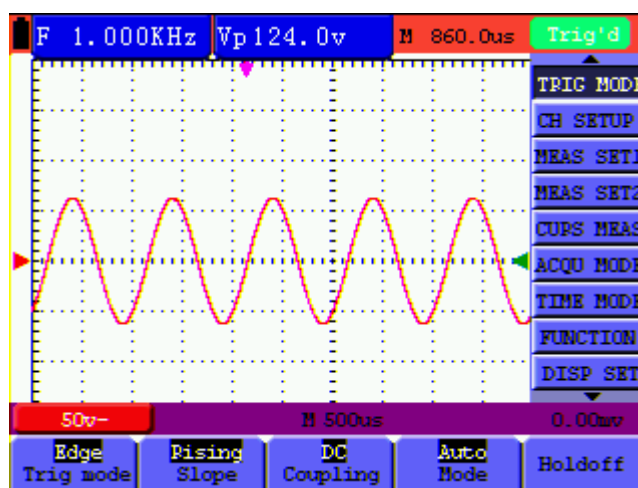 F 1.000KHz Vp124.0v M 860.0us Trig'd
TRIG MODE
CH SETUP
MEAS SET1
MEAS SET2
CURS MEAS
ACQU MODE
TIME MODE
FUNCTION
DISP SET
50v~ M 500us 0.00mv
Edge Rising DC Auto Holdoff
Trig mode Slope Coupling Mode